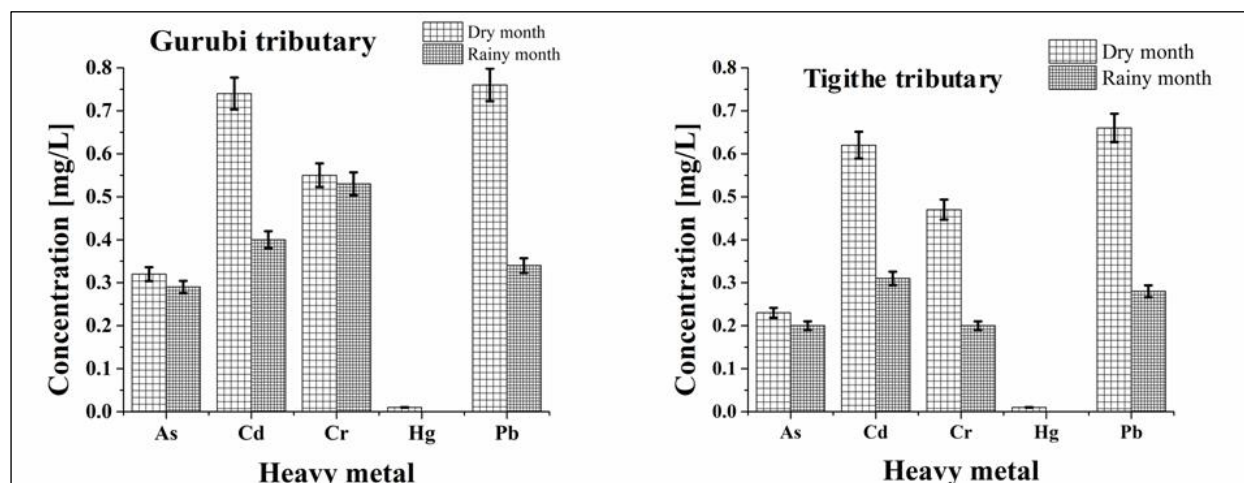 Gurubi tributary
Dry month
Rainy month
Concentration [mg/L]
0.8
0.7
0.6
0.5
0.4
0.3
0.2
0.1
0.0
As Cd Cr Hg Pb
Heavy metal
Tigithe tributary
Dry month
Rainy month
Concentration [mg/L]
0.8
0.7
0.6
0.5
0.4
0.3
0.2
0.1
0.0
As Cd Cr Hg Pb
Heavy metal